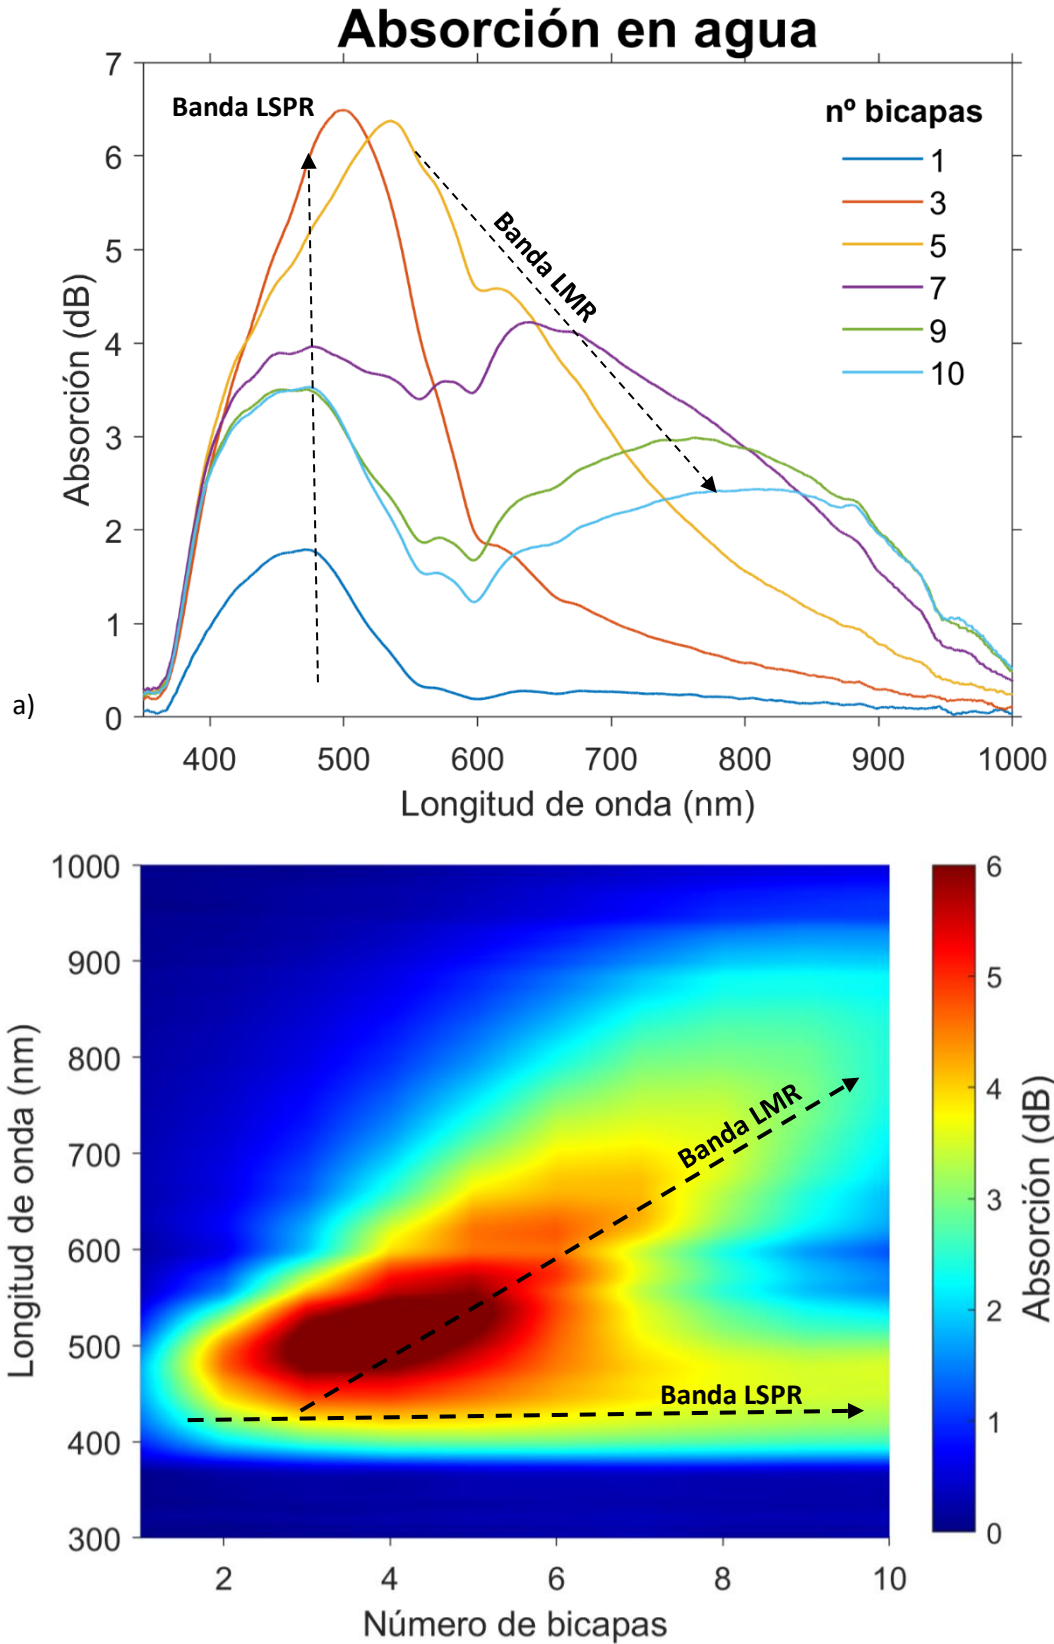 Absorción en agua
7
6
5
4
3
2
1
0
Absorción (dB)
Banda LSPR
Banda LMR
nº bicapas
1
3
5
7
9
10
a)
400 500 600 700 800 900 1000
Longitud de onda (nm)
1000
900
800
700
600
500
400
300
Longitud de onda (nm)
Banda LMR
Banda LSPR
2 4 6 8 10
Número de bicapas
6
5
4
3
2
1
0
Absorción (dB)